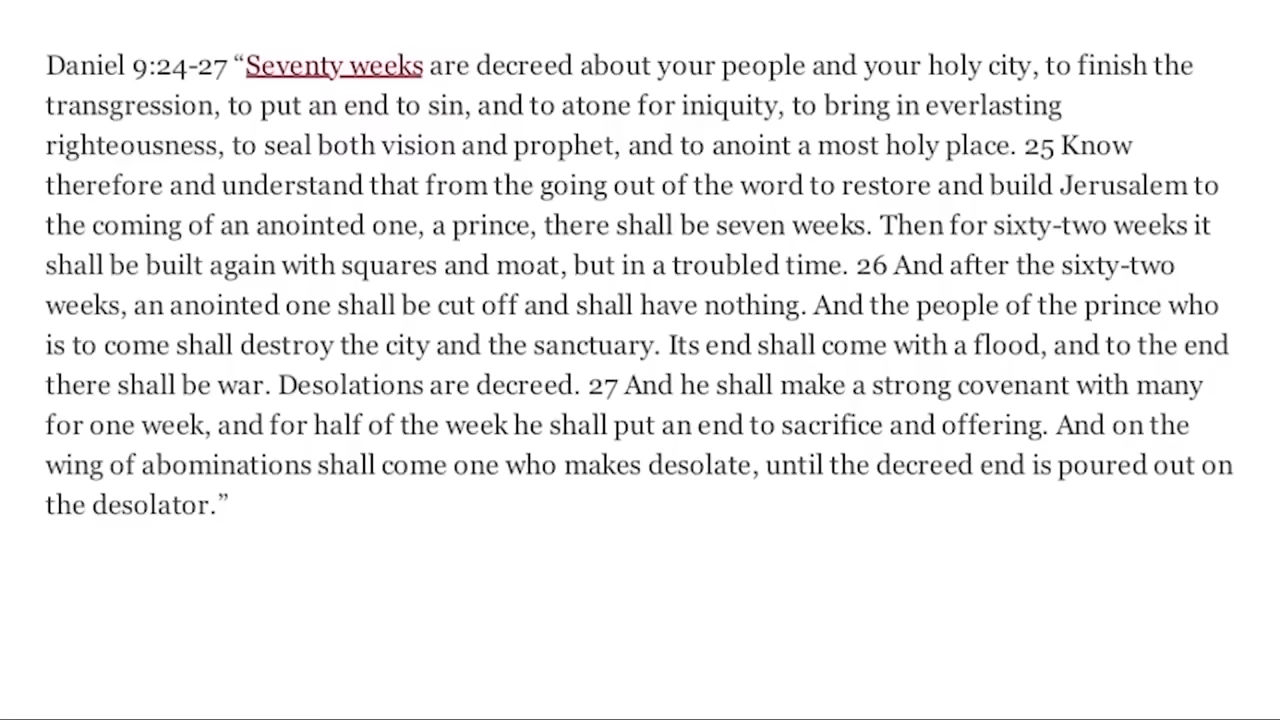 Daniel 9:24-27 “Seventy weeks are decreed about your people and your holy city, to finish the
transgression, to put an end to sin, and to atone for iniquity, to bring in everlasting
righteousness, to seal both vision and prophet, and to anoint a most holy place. 25 Know
therefore and understand that from the going out of the word to restore and build Jerusalem to
the coming of an anointed one, a prince, there shall be seven weeks. Then for sixty-two weeks it
shall be built again with squares and moat, but in a troubled time. 26 And after the sixty-two
weeks, an anointed one shall be cut off and shall have nothing. And the people of the prince who
is to come shall destroy the city and the sanctuary. Its end shall come with a flood, and to the end
there shall be war. Desolations are decreed. 27 And he shall make a strong covenant with many
for one week, and for half of the week he shall put an end to sacrifice and offering. And on the
wing of abominations shall come one who makes desolate, until the decreed end is poured out on
the desolator.”